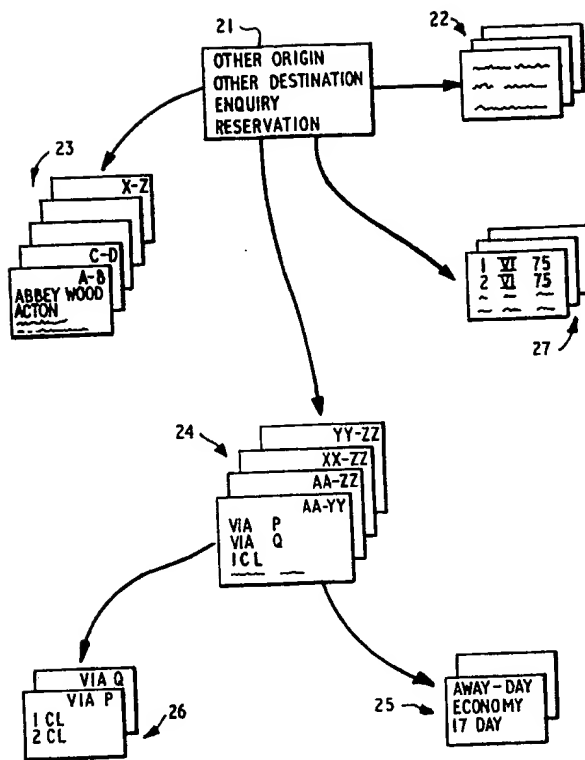 21
OTHER ORIGIN
OTHER DESTINATION
ENQUIRY
RESERVATION
22
23
X-Z
C-D
A-B
ABBEY WOOD
ACTON
1 VI 75
2 VI 75
27
24
YY-ZZ
XX-ZZ
AA-ZZ
AA-YY
VIA P
VIA Q
1CL
VIA Q
VIA P
1 CL
2 CL
26
25
AWAY-DAY
ECONOMY
17 DAY